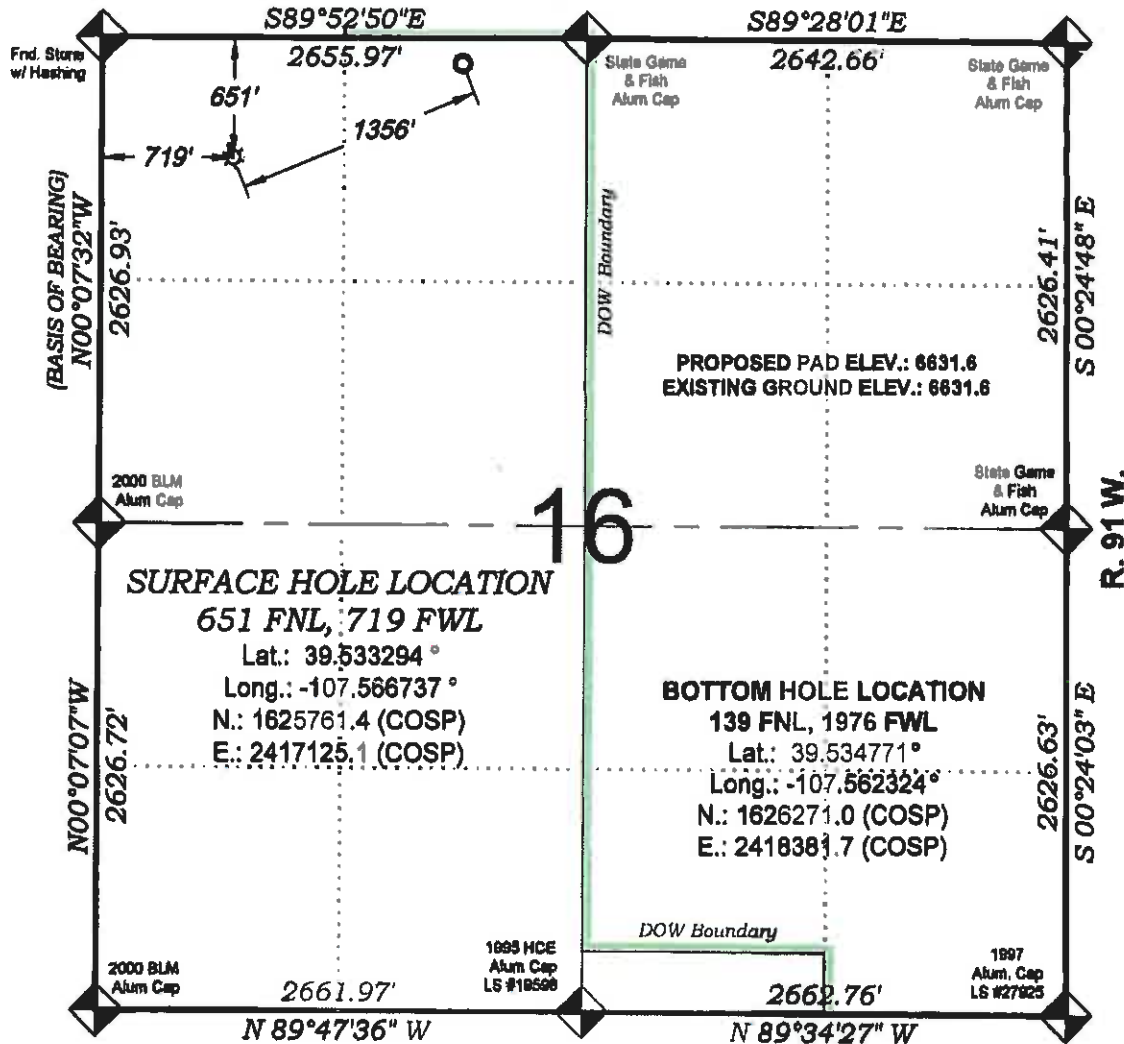 S89°52'50"E
S89°28'01"E
Fnd. Stone
w/ Hashing
2655.97'
2642.66'
State Game
& Fish
Alum Cap
State Game
& Fish
Alum Cap
651'
1356'
719'
(BASIS OF BEARING)
N00°07'32"W
2626.93'
DOW Boundary
2626.41'
S 00°24'48" E
PROPOSED PAD ELEV.: 6631.6
EXISTING GROUND ELEV.: 6631.6
2000 BLM
Alum Cap
State Game
& Fish
Alum Cap
16
R. 91 W.
SURFACE HOLE LOCATION
651 FNL, 719 FWL
Lat.: 39.533294 °
Long.: -107.566737 °
N.: 1625761.4 (COSP)
E.: 2417125.1 (COSP)
BOTTOM HOLE LOCATION
139 FNL, 1976 FWL
Lat.: 39.534771°
Long.: -107.562324°
N.: 1626271.0 (COSP)
E.: 2418381.7 (COSP)
N00°07'07"W
2626.72'
2626.63'
S 00°24'03" E
DOW Boundary
2000 BLM
Alum Cap
1995 HCE
Alum Cap
LS #19598
1997
Alum. Cap
LS #27925
2661.97'
2662.76'
N 89°47'36" W
N 89°34'27" W